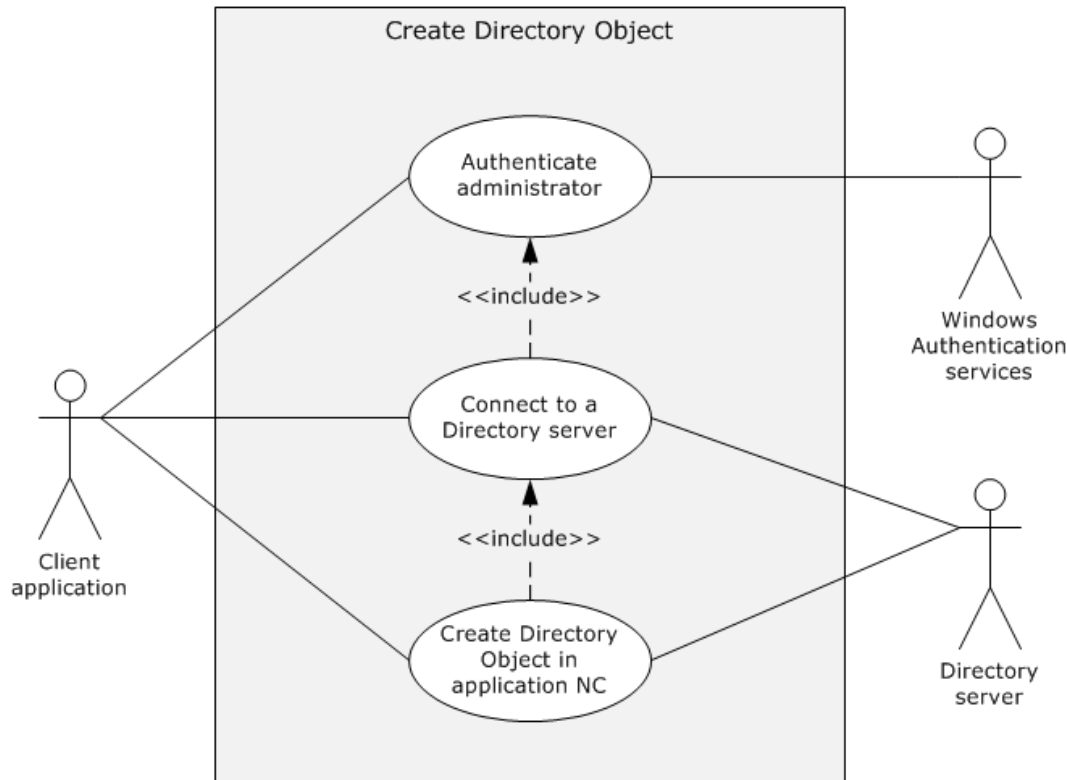 Create Directory Object
Authenticate
administrator
<<include>>
Windows
Authentication
services
Connect to a
Directory server
<<include>>
Client
application
Create Directory
Object in
application NC
Directory
server